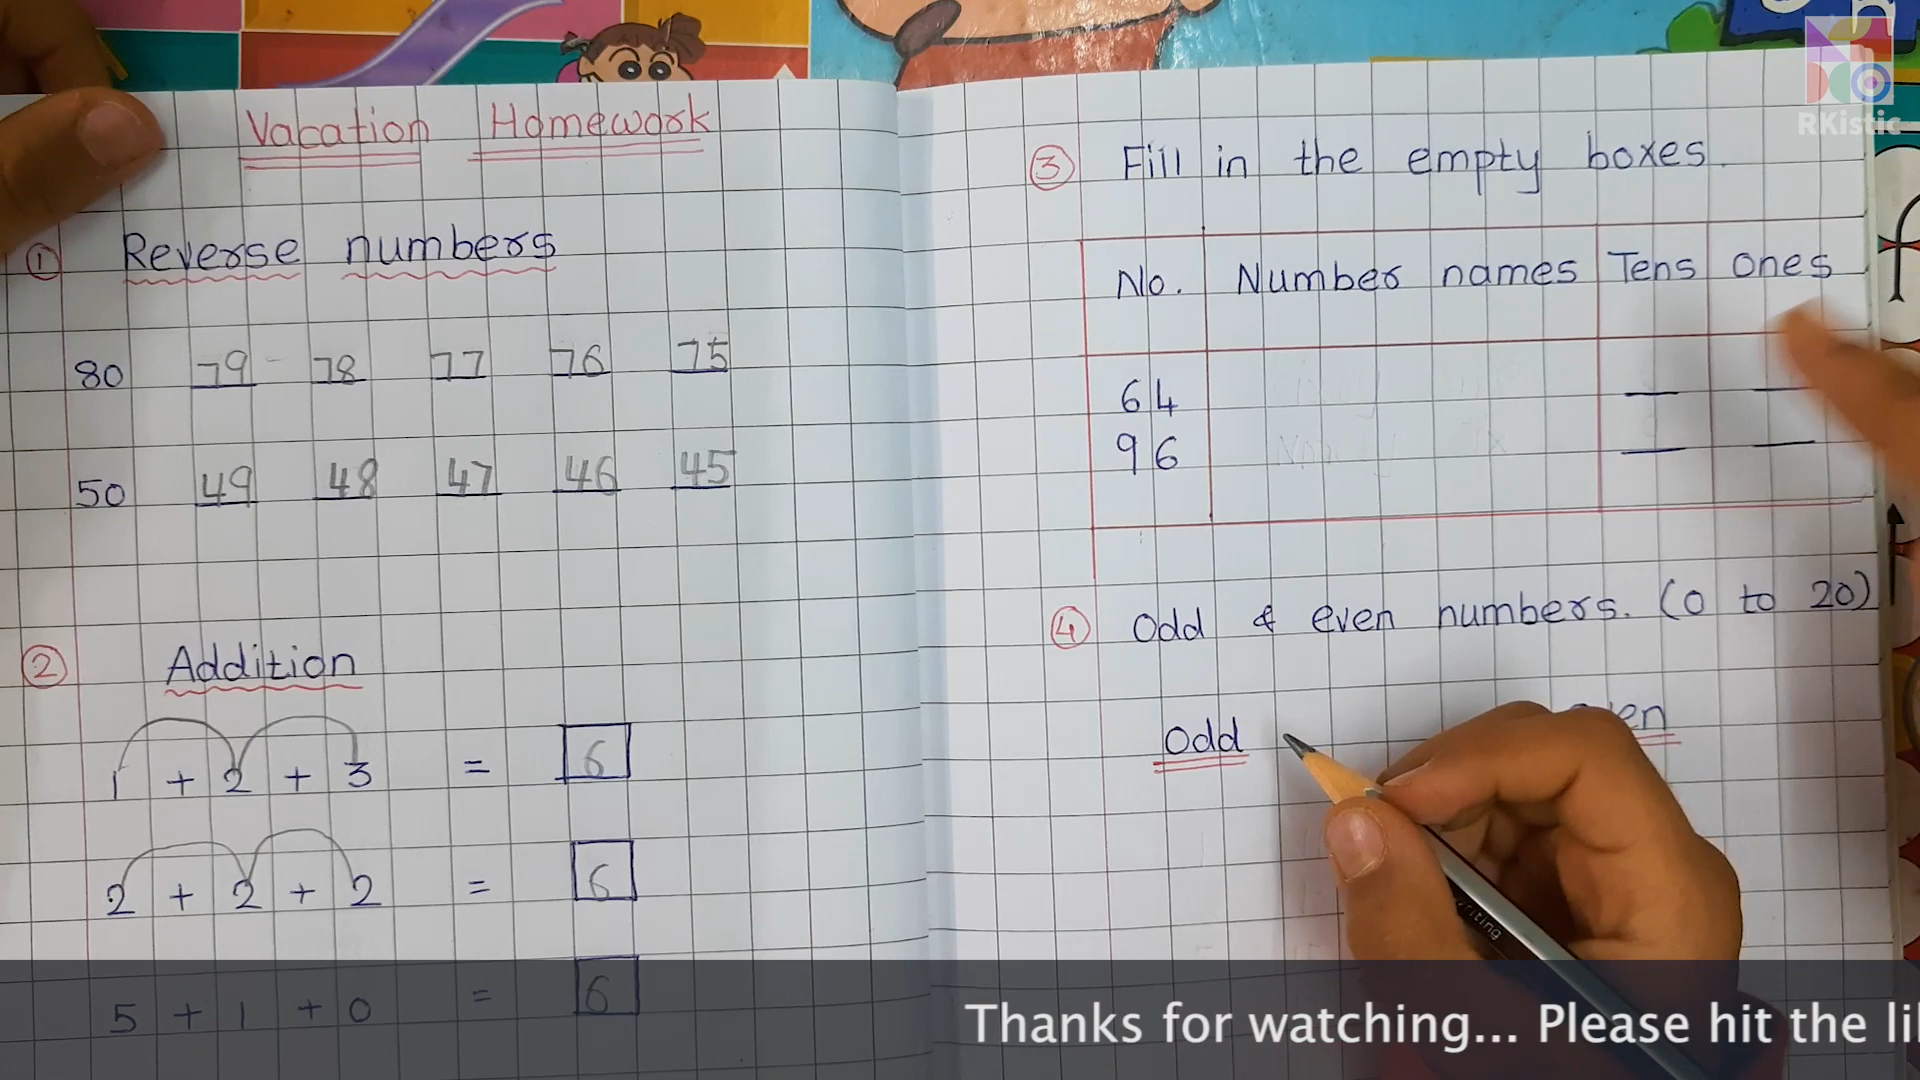 Vacation Homework
① Reverse numbers
80 79 78 77 76 75
50 49 48 47 46 45
② Addition
1 + 2 + 3 = 6
2 + 2 + 2 = 6
5 + 1 + 0 = 6
RKistic
③ Fill in the empty boxes.
No. Number names Tens ones
64
96
④ Odd & even numbers. (0 to 20)
Odd
writing
Thanks for watching... Please hit the